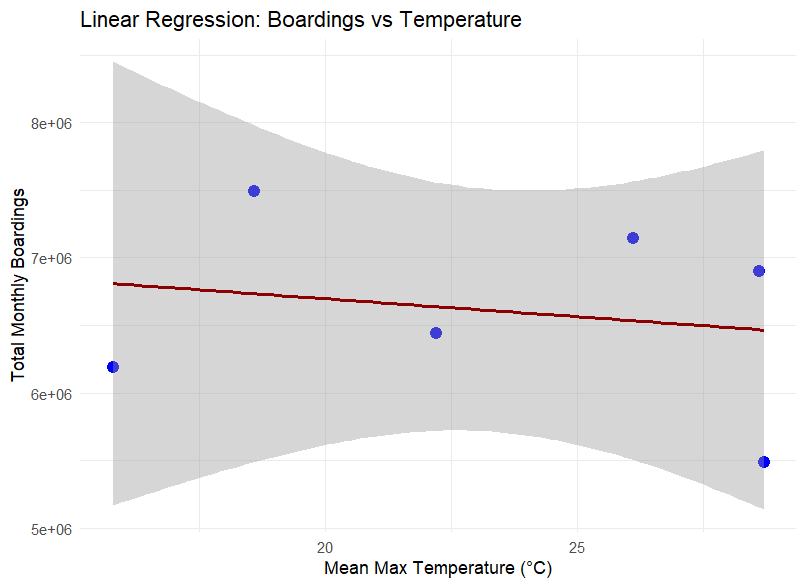 Linear Regression: Boardings vs Temperature
8e+06
7e+06
6e+06
5e+06
Total Monthly Boardings
20
25
Mean Max Temperature (°C)